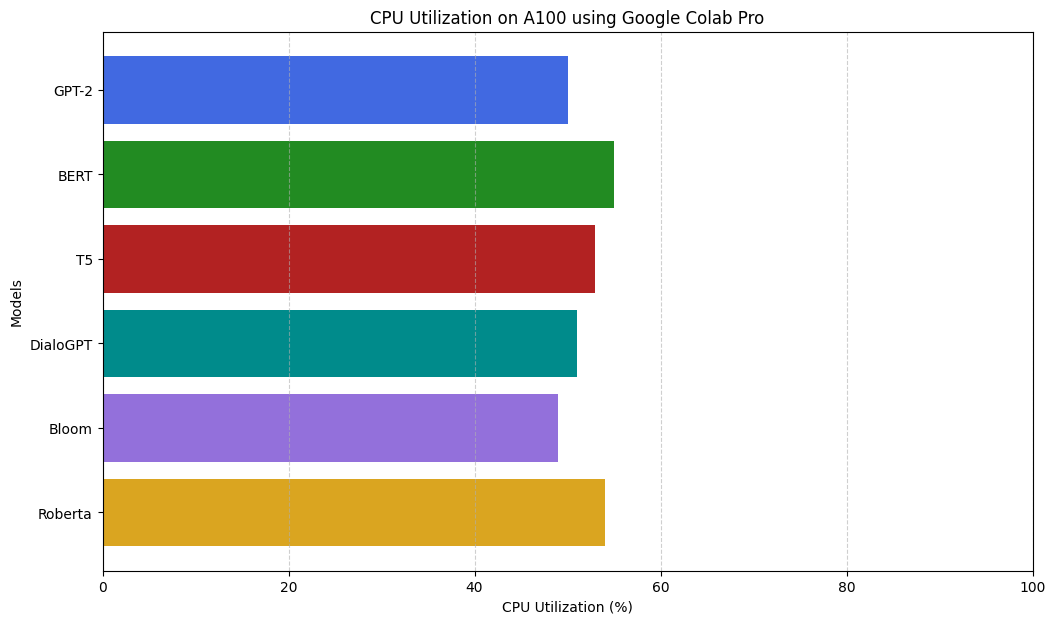 CPU Utilization on A100 using Google Colab Pro
Models
GPT-2
BERT
T5
DialoGPT
Bloom
Roberta
0 20 40 60 80 100
CPU Utilization (%)